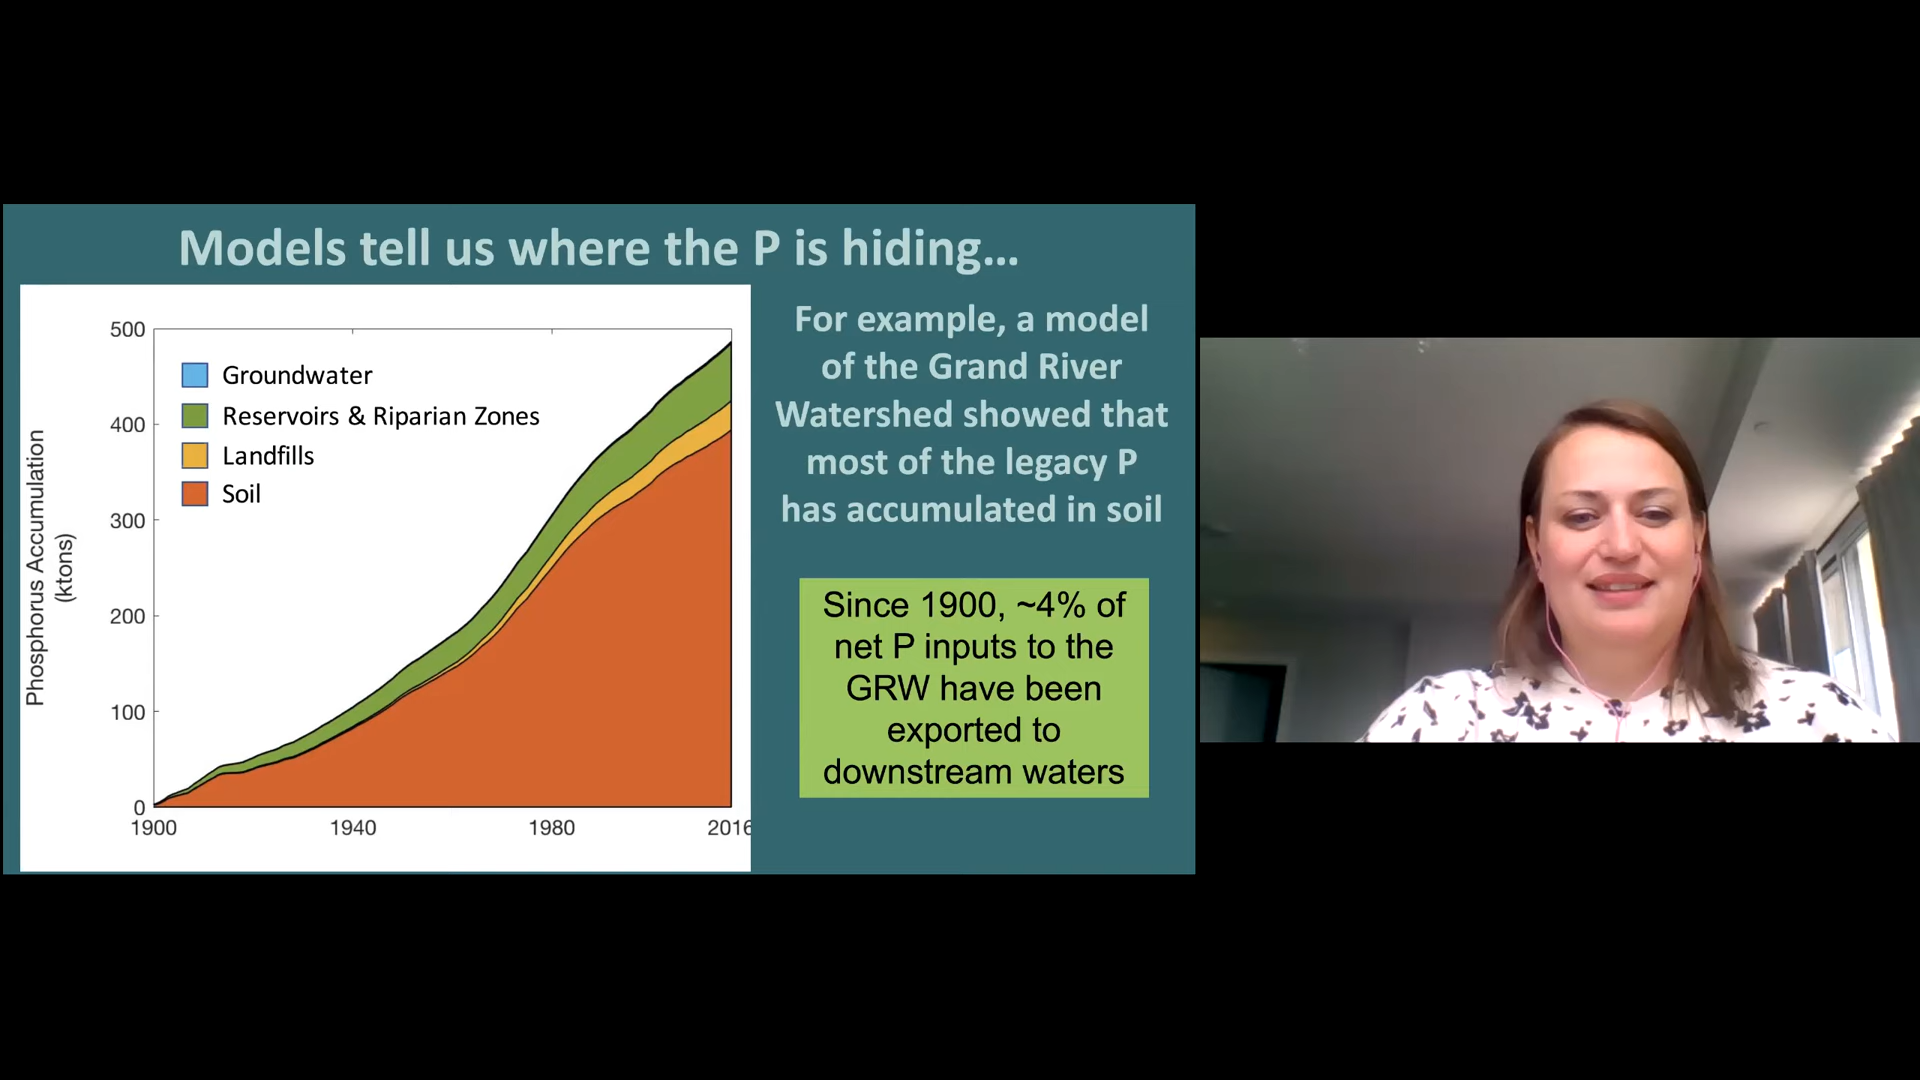 Models tell us where the P is hiding...
500
400
300
200
100
0
1900
1940
1980
2016
Phosphorus Accumulation
(ktons)
Groundwater
Reservoirs & Riparian Zones
Landfills
Soil
For example, a model
of the Grand River
Watershed showed that
most of the legacy P
has accumulated in soil
Since 1900, ~4% of
net P inputs to the
GRW have been
exported to
downstream waters